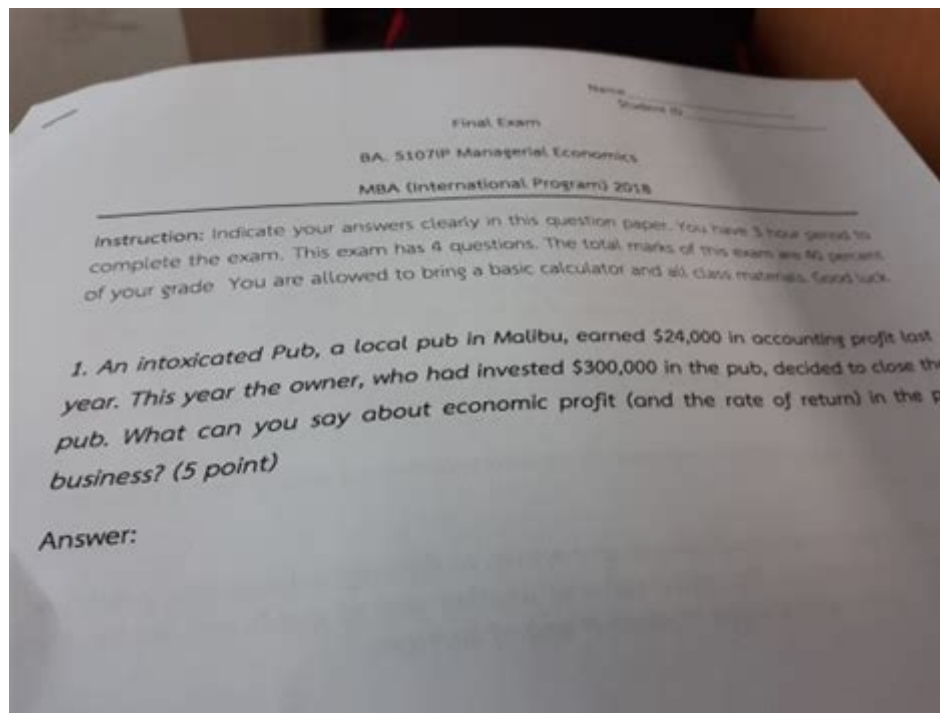 Name
Student ID
Final Exam
BA. 5107IP Managerial Economics
MBA (International Program) 2018
Instruction: Indicate your answers clearly in this question paper. You have 3 hour period to
complete the exam. This exam has 4 questions. The total marks of this exam are 40 percent
of your grade You are allowed to bring a basic calculator and all class materials. Good luck.
1. An intoxicated Pub, a local pub in Malibu, earned $24,000 in accounting profit last
year. This year the owner, who had invested $300,000 in the pub, decided to close the
pub. What can you say about economic profit (and the rate of return) in the
business? (5 point)
Answer: